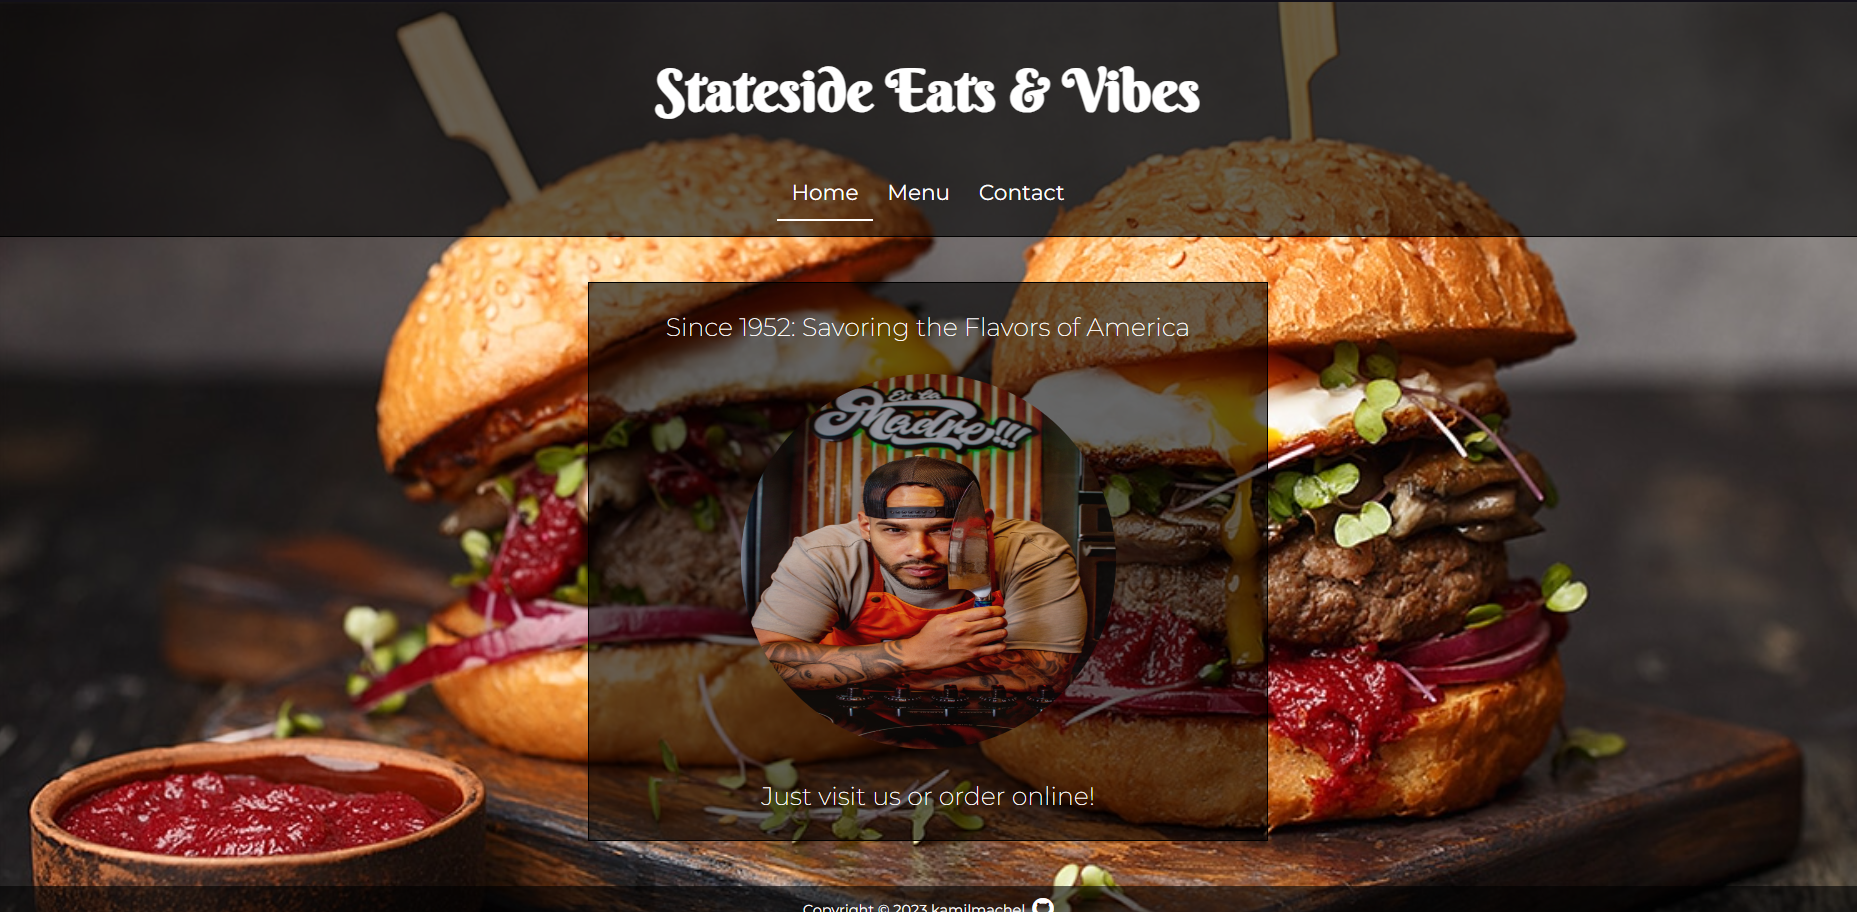 Stateside Eats & Vibes
Home Menu Contact
Since 1952: Savoring the Flavors of America
En la
Madre!!!
Just visit us or order online!
Copyright © 2023 kamilmachel